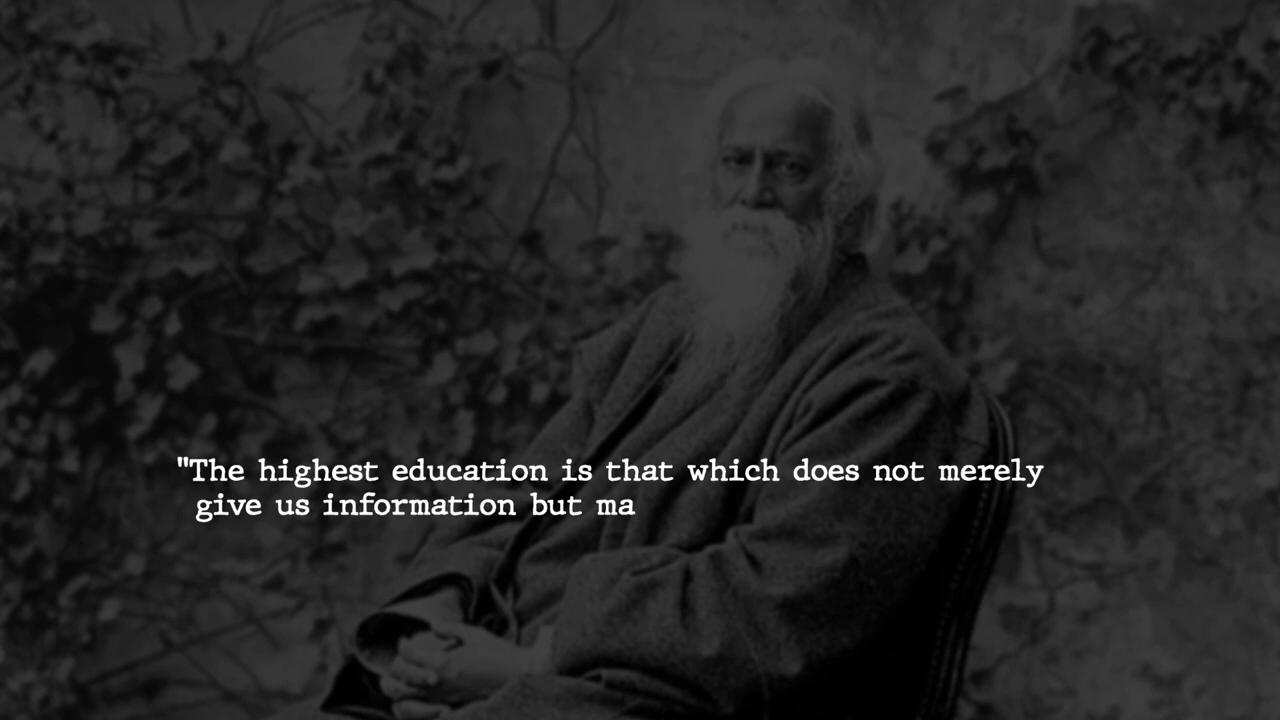 "The highest education is that which does not merely
give us information but ma